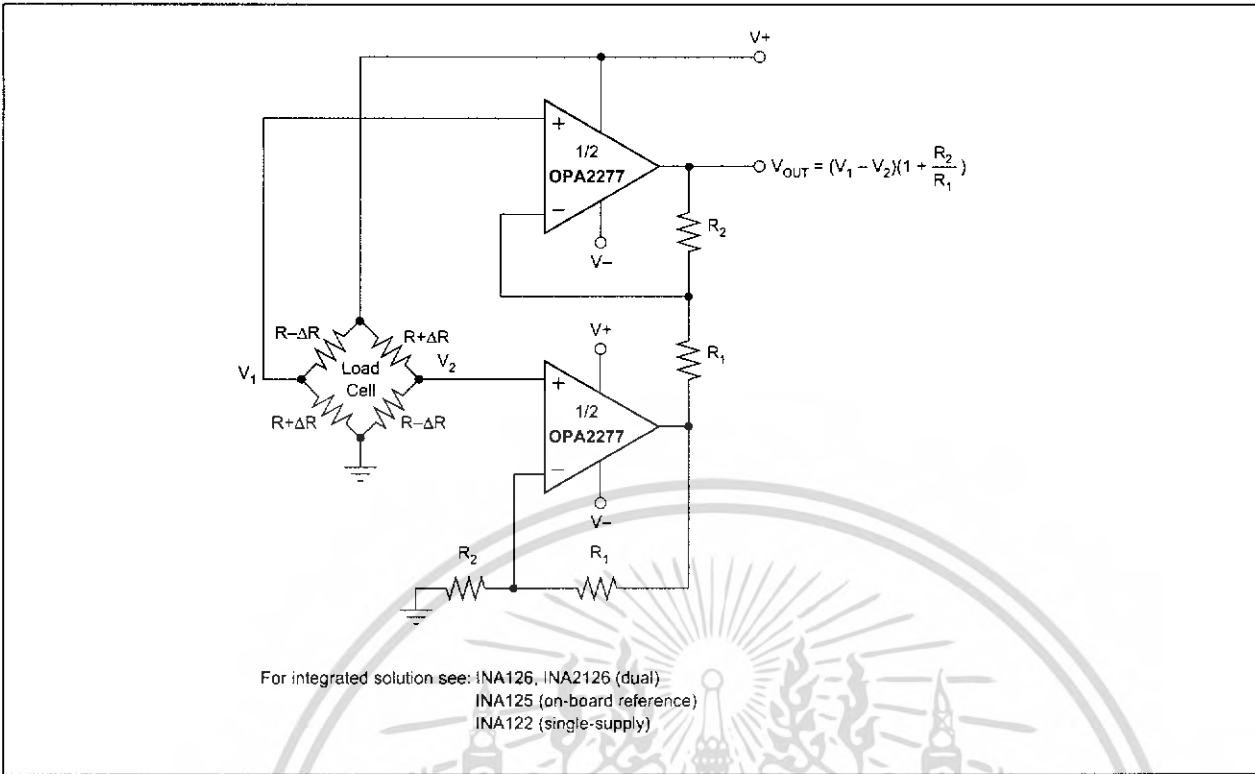 V+
+
1/2
OPA2277
−
V−
V_OUT = (V_1 − V_2)(1 + R_2/R_1)
R_2
R_1
V+
R−ΔR
R+ΔR
V_1
V_2
Load
Cell
R+ΔR
R−ΔR
+
1/2
OPA2277
−
V−
R_2
R_1
For integrated solution see: INA126, INA2126 (dual)
INA125 (on-board reference)
INA122 (single-supply)